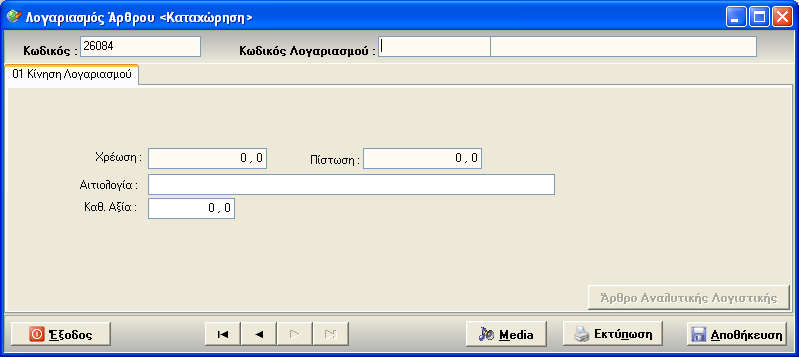 Λογαριασμός Άρθρου <Καταχώρηση>
Κωδικός : 26084 Κωδικός Λογαριασμού :
01 Κίνηση Λογαριασμού
Χρέωση : 0,0 Πίστωση : 0,0
Αιτιολογία :
Καθ. Αξία : 0,0
Άρθρο Αναλυτικής Λογιστικής
Έξοδος Media Εκτύπωση Αποθήκευση